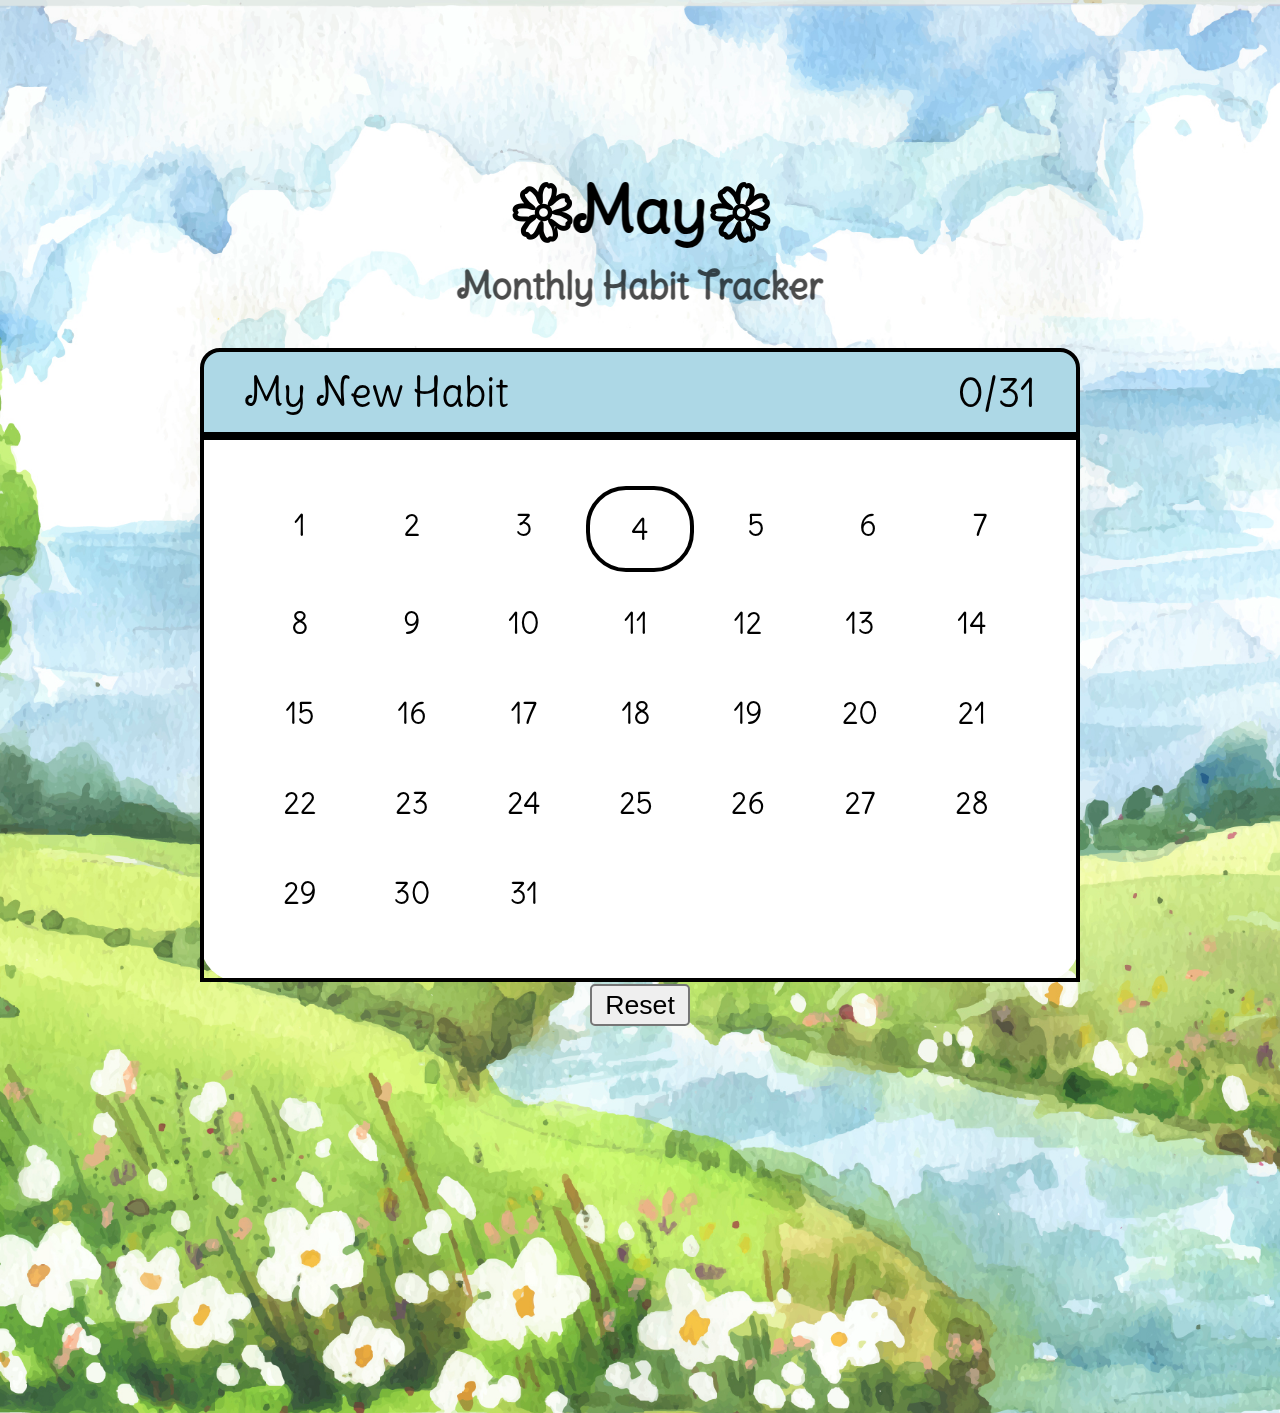 May
Monthly Habit Tracker
My New Habit 0/31
1 2 3 4 5 6 7
8 9 10 11 12 13 14
15 16 17 18 19 20 21
22 23 24 25 26 27 28
29 30 31
Reset